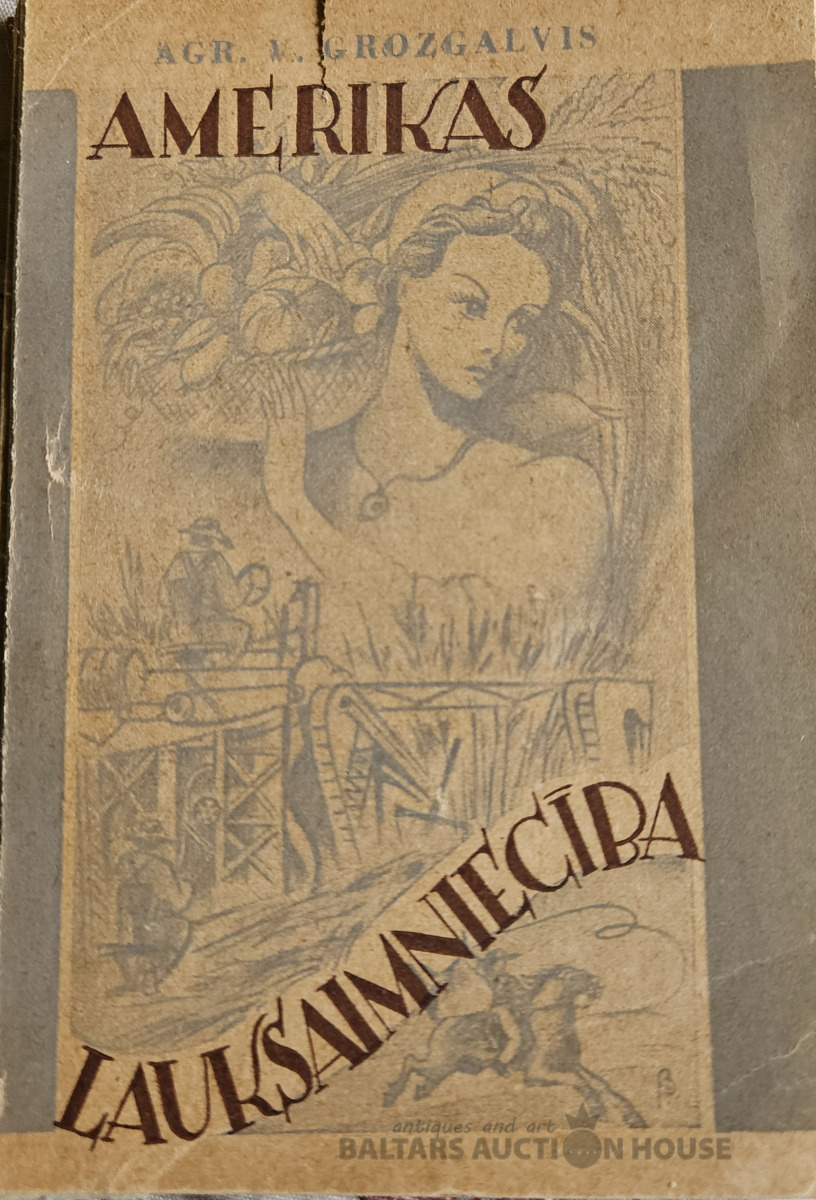 AGR. V. GROZGALVIS
AMERIKAS
LAUKSAIMNIECĪBA
antiques and art
BALTARS AUCTION HOUSE